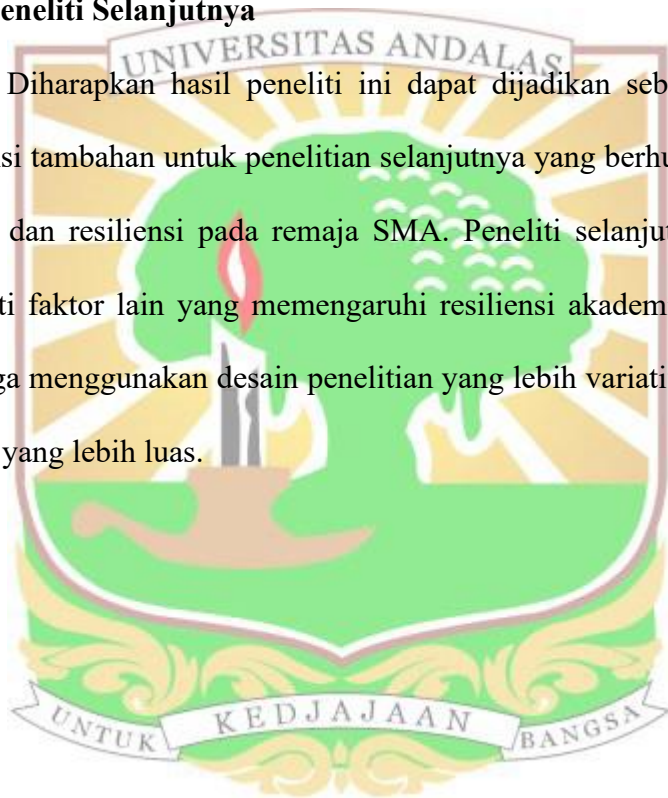 eneliti Selanjutnya
UNIVERSITAS ANDALAS
Diharapkan hasil peneliti ini dapat dijadikan seb
si tambahan untuk penelitian selanjutnya yang berhu
dan resiliensi pada remaja SMA. Peneliti selanjut
ti faktor lain yang memengaruhi resiliensi akadem
ga menggunakan desain penelitian yang lebih variati
yang lebih luas.
UNTUK KEDJAJAAN BANGSA